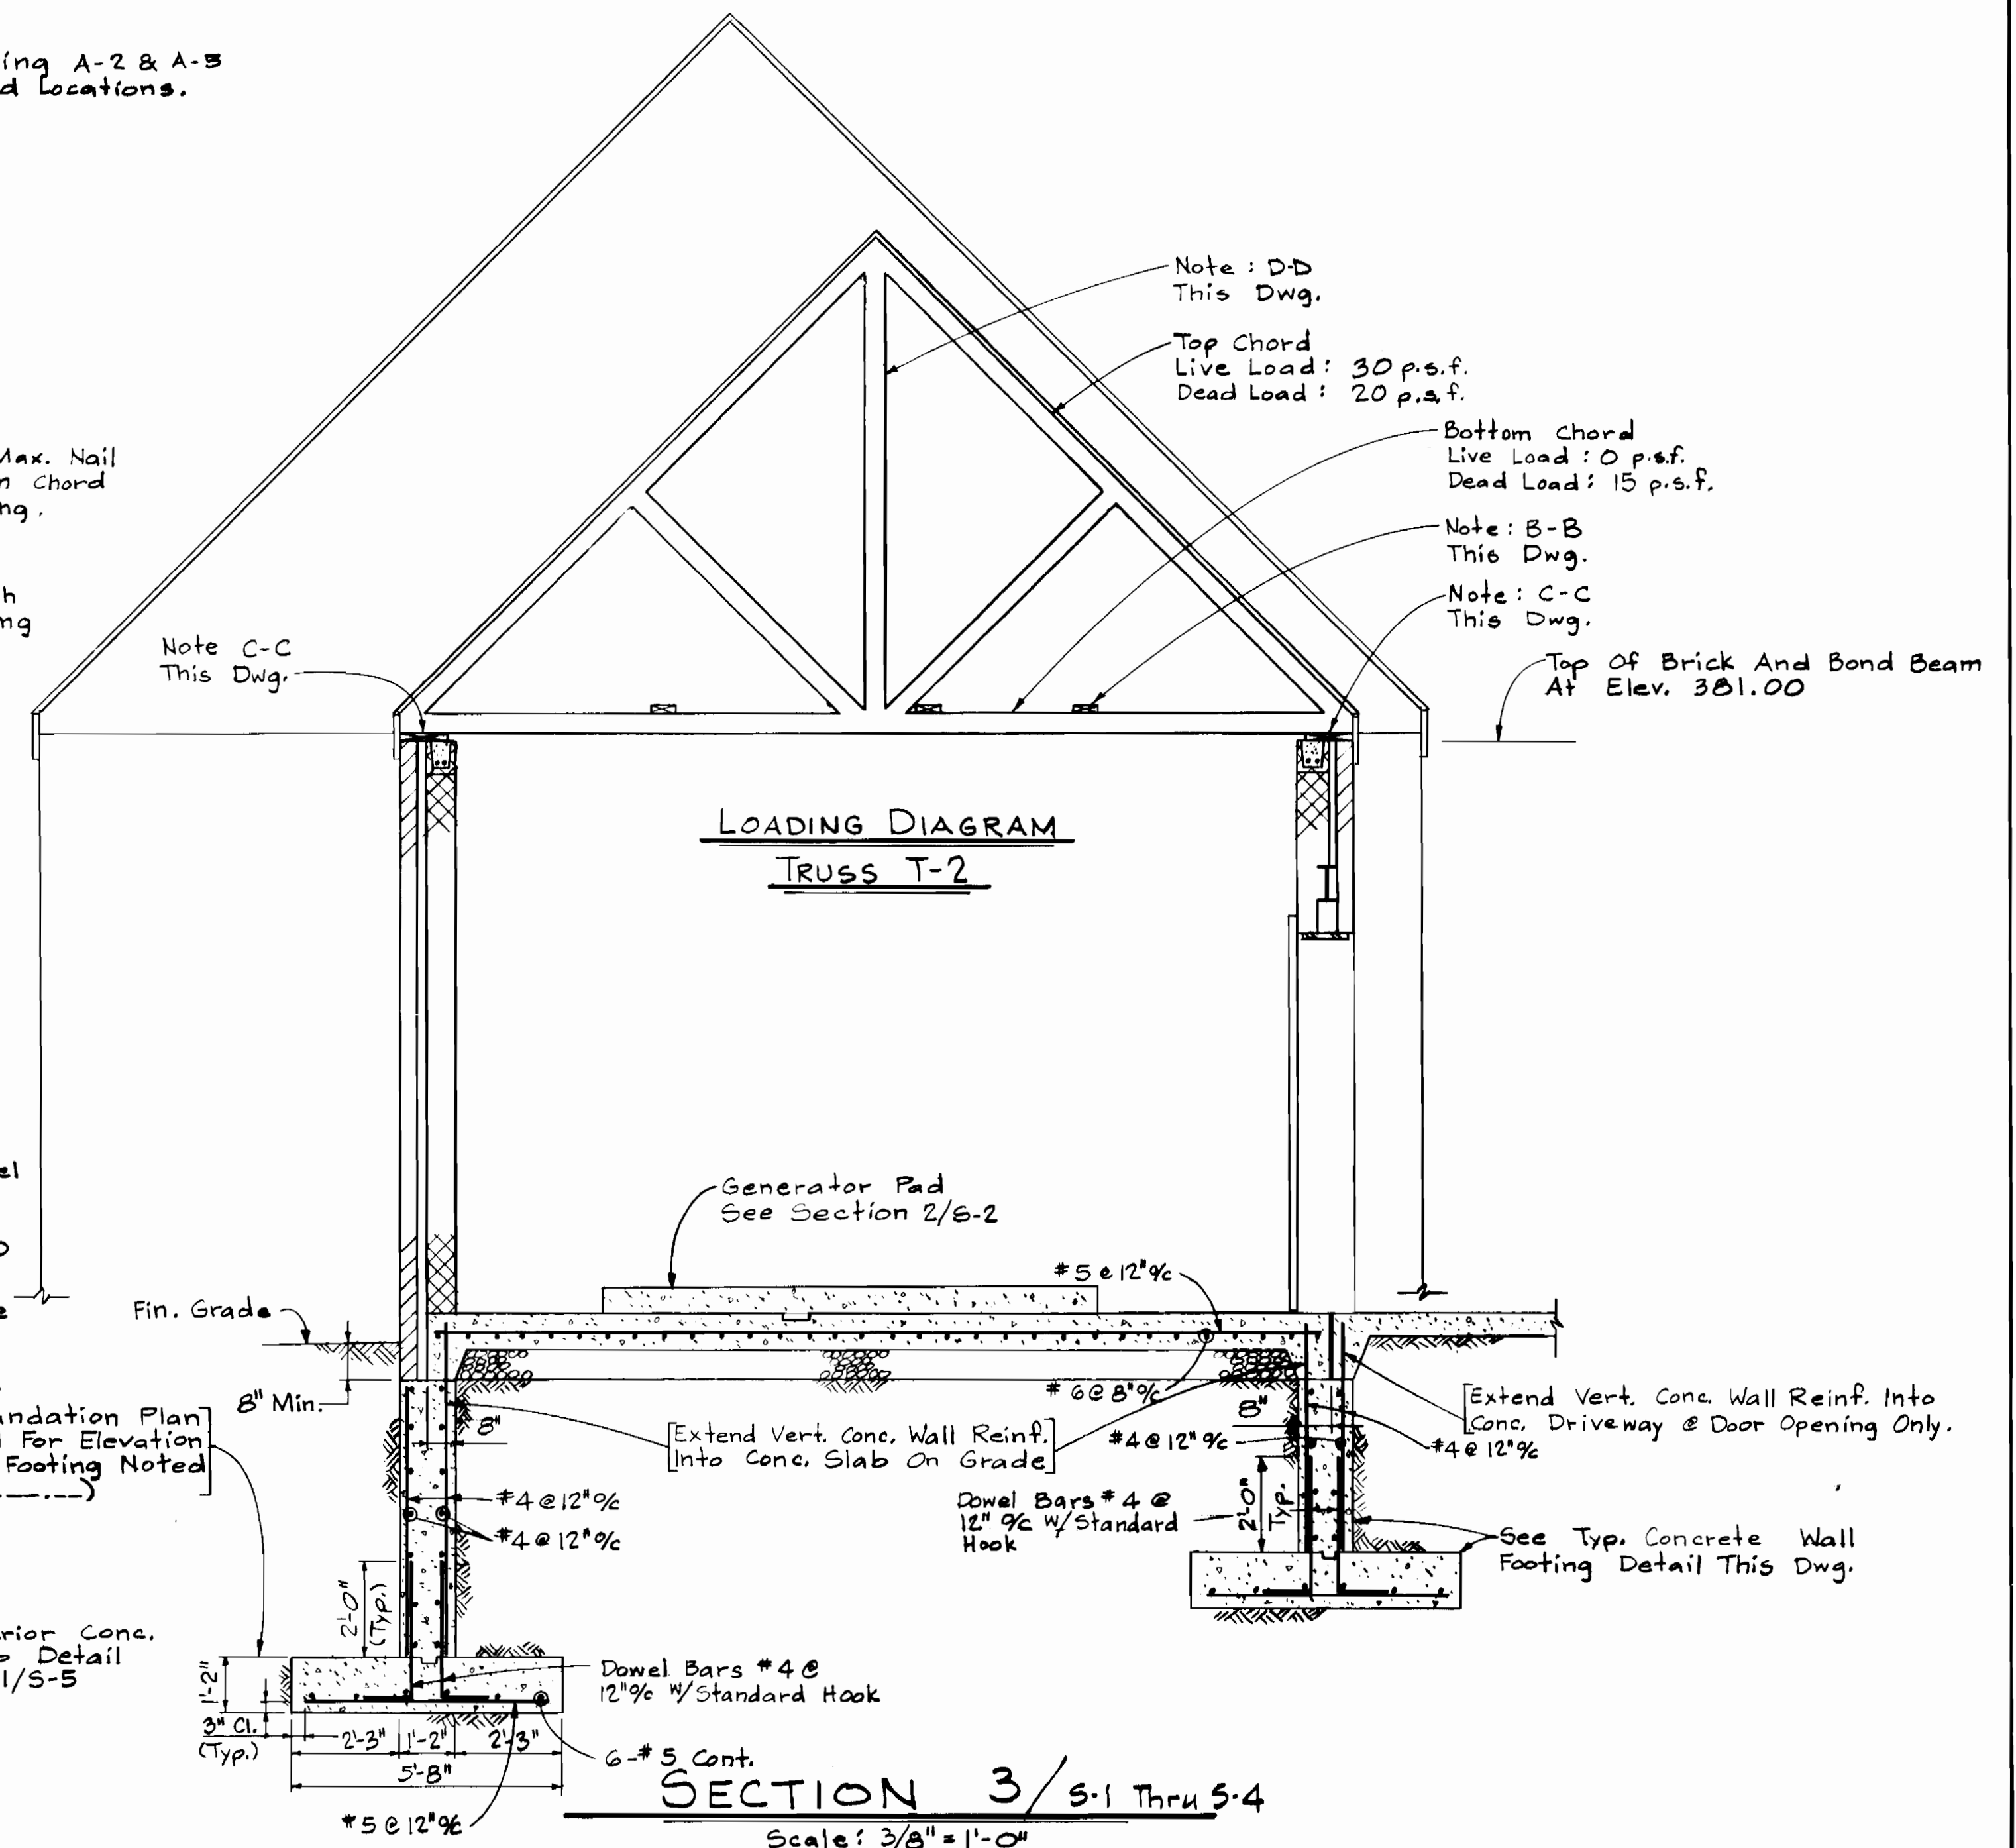 ing A-2 & A-3
d Locations.
Note : D-D
This Dwg.
Top Chord
Live Load : 30 p.s.f.
Dead Load : 20 p.s.f.
Bottom Chord
Live Load : 0 p.s.f.
Dead Load : 15 p.s.f.
Max. Nail
n Chord
ng.
Note : B-B
This Dwg.
Note : C-C
This Dwg.
h
ng
Note C-C
This Dwg.
Top Of Brick And Bond Beam
At Elev. 381.00
LOADING DIAGRAM
TRUSS T-2
el
Generator Pad
See Section 2/S-2
#5 @ 12" o/c
Fin. Grade
8" Min.
#6 @ 8" o/c
undation Plan
For Elevation
Footing Noted
-.--)
8"
[Extend Vert. Conc. Wall Reinf.]
[Into Conc. Slab On Grade]
8"
#4 @ 12" o/c
[Extend Vert. Conc. Wall Reinf. Into
Conc. Driveway @ Door Opening Only.
#4 @ 12" o/c
#4 @ 12" o/c
#4 @ 12" o/c
Dowel Bars #4 @
12" o/c W/Standard
Hook
2'-0"
Typ.
See Typ. Concrete Wall
Footing Detail This Dwg.
2'-0"
(Typ.)
rior Conc.
Detail
1/S-5
1'-2"
Dowel Bars #4 @
12" o/c W/Standard Hook
3" Cl.
(Typ.)
2'-3" 1'-2" 2'-3"
5'-8"
6-#5 Cont.
#5 @ 12" o/c
SECTION 3/S-1 Thru S-4
Scale: 3/8" = 1'-0"